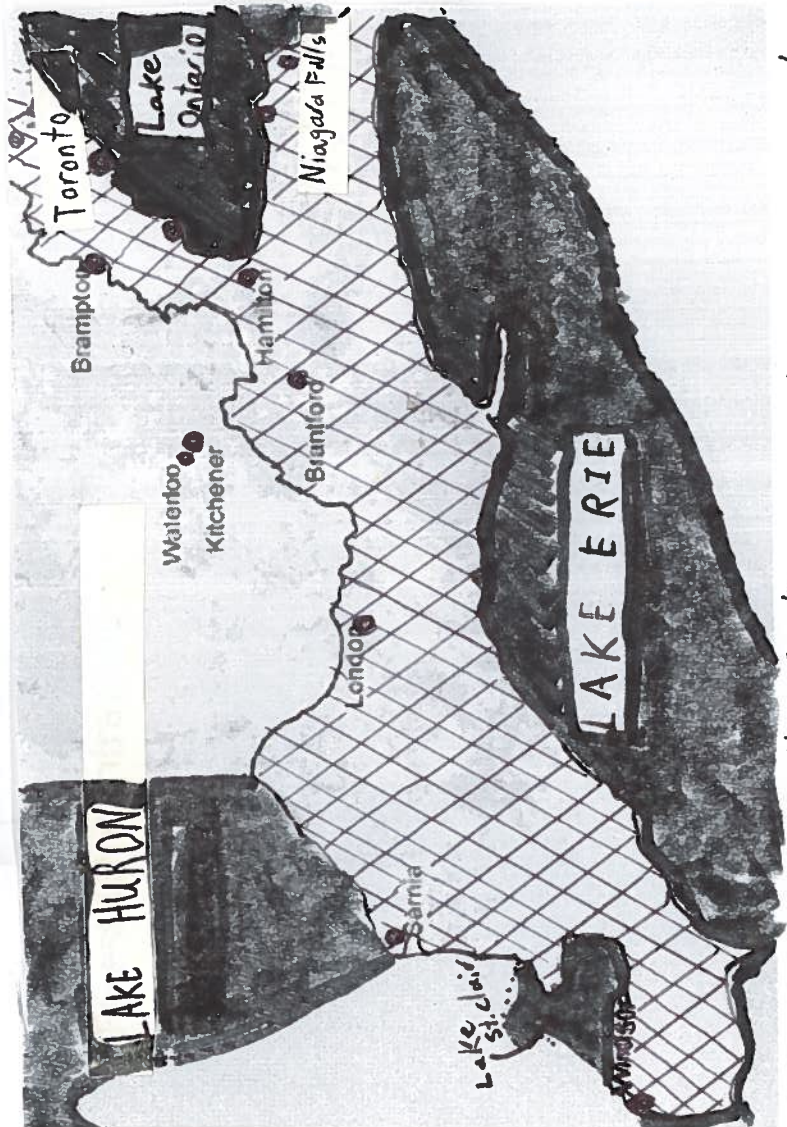 LAKE HURON
Toronto
Lake
Ontario
Niagara Falls
Brampton
Hamilton
Waterloo
Kitchener
Brantford
London
Sarnia
Lake
St. Clair
Windsor
LAKE ERIE